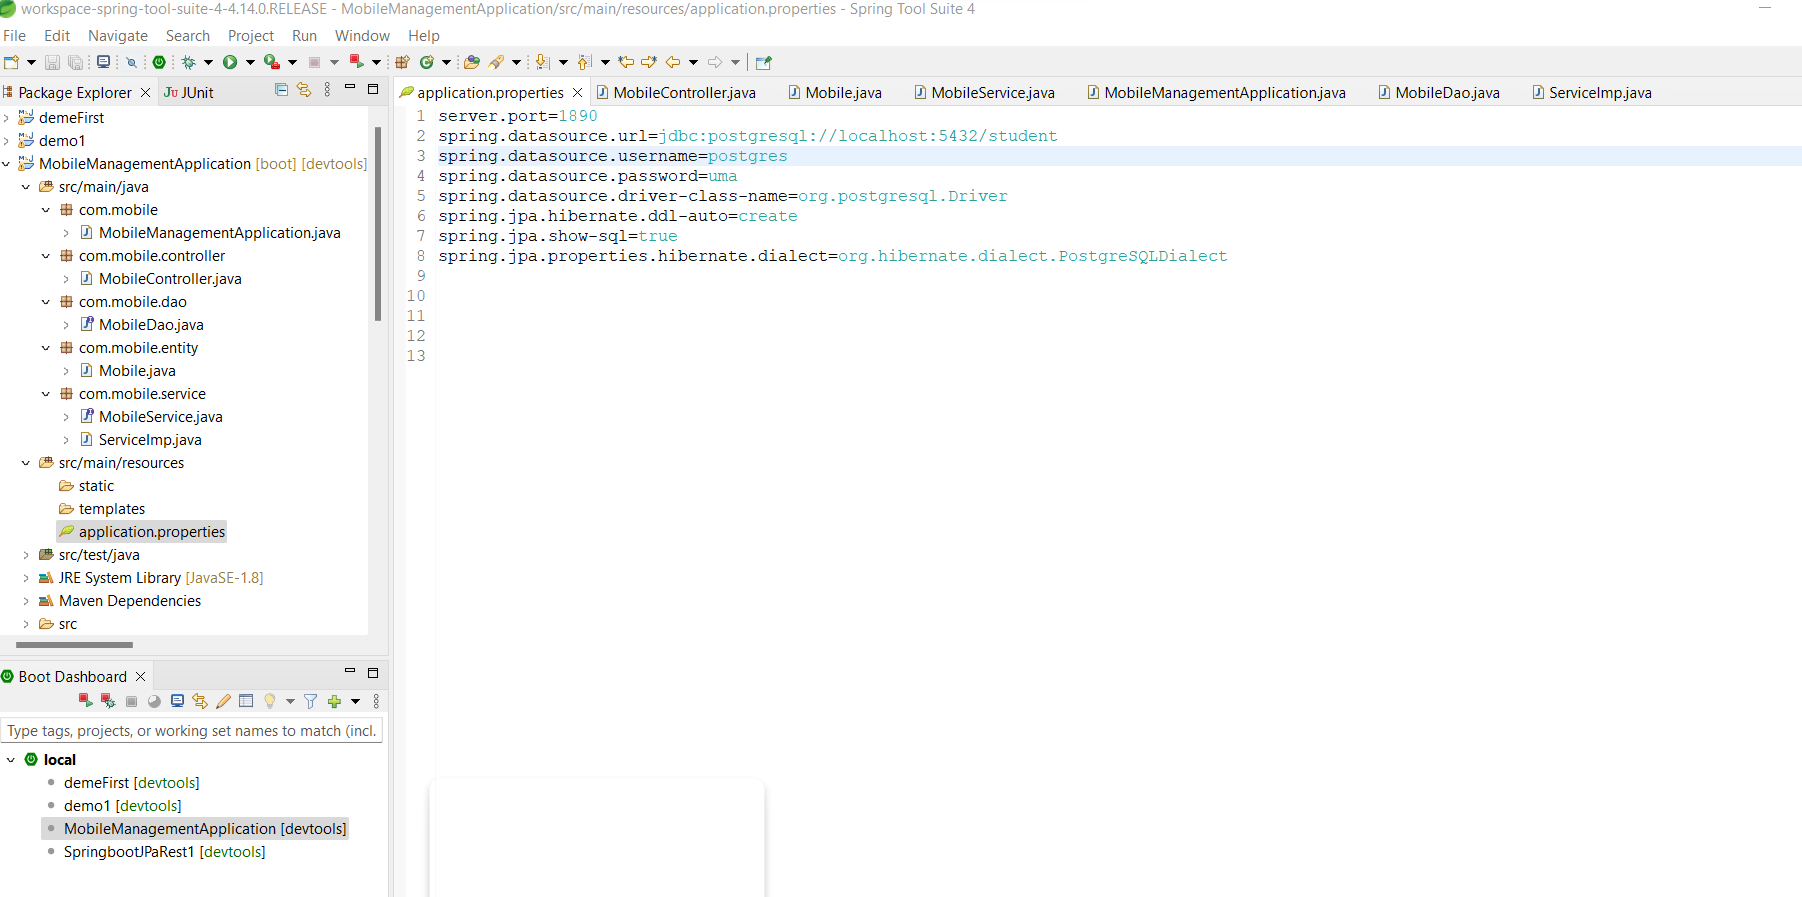 workspace-spring-tool-suite-4-4.14.0.RELEASE - MobileManagementApplication/src/main/resources/application.properties - Spring Tool Suite 4
File Edit Navigate Search Project Run Window Help
Package Explorer
JUnit
demeFirst
demo1
MobileManagementApplication [boot] [devtools]
src/main/java
com.mobile
MobileManagementApplication.java
com.mobile.controller
MobileController.java
com.mobile.dao
MobileDao.java
com.mobile.entity
Mobile.java
com.mobile.service
MobileService.java
ServiceImp.java
src/main/resources
static
templates
application.properties
src/test/java
JRE System Library [JavaSE-1.8]
Maven Dependencies
src
application.properties MobileController.java Mobile.java MobileService.java MobileManagementApplication.java MobileDao.java ServiceImp.java
1 server.port=1890
2 spring.datasource.url=jdbc:postgresql://localhost:5432/student
3 spring.datasource.username=postgres
4 spring.datasource.password=uma
5 spring.datasource.driver-class-name=org.postgresql.Driver
6 spring.jpa.hibernate.ddl-auto=create
7 spring.jpa.show-sql=true
8 spring.jpa.properties.hibernate.dialect=org.hibernate.dialect.PostgreSQLDialect
9
10
11
12
13
Boot Dashboard
Type tags, projects, or working set names to match (incl.
local
demeFirst [devtools]
demo1 [devtools]
MobileManagementApplication [devtools]
SpringbootJPaRest1 [devtools]